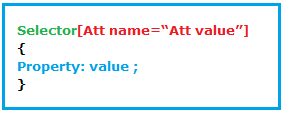 Selector[Att name=“Att value”]
{
Property: value ;
}